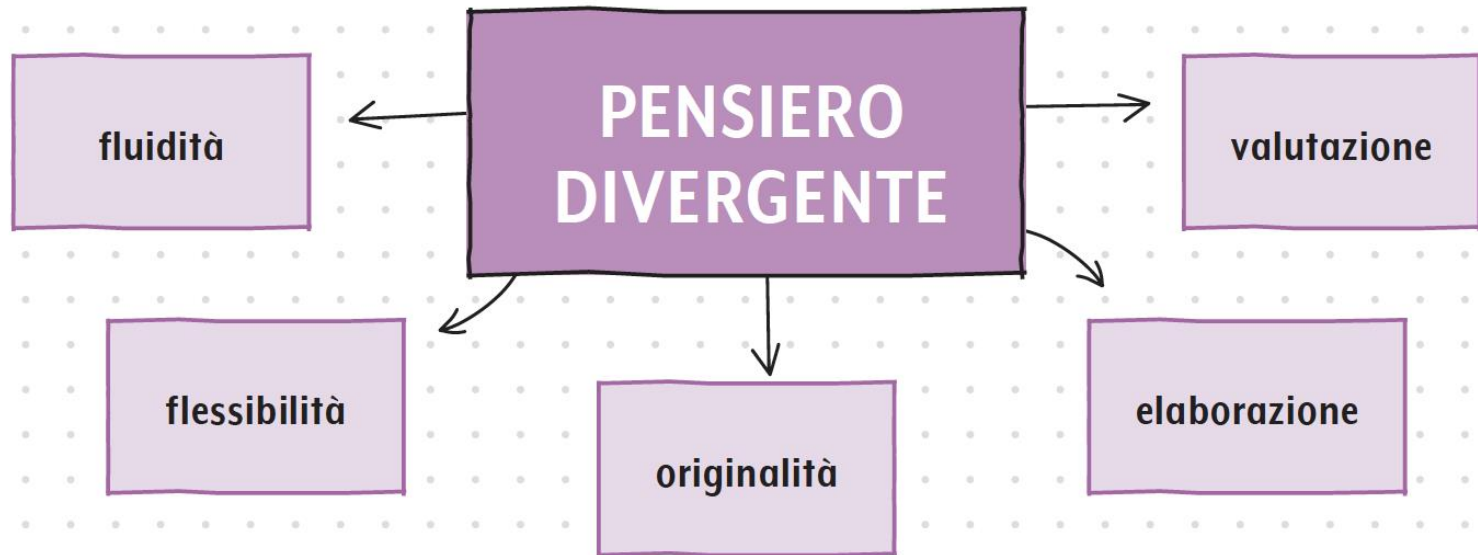 PENSIERO
DIVERGENTE
fluidità
valutazione
flessibilità
originalità
elaborazione